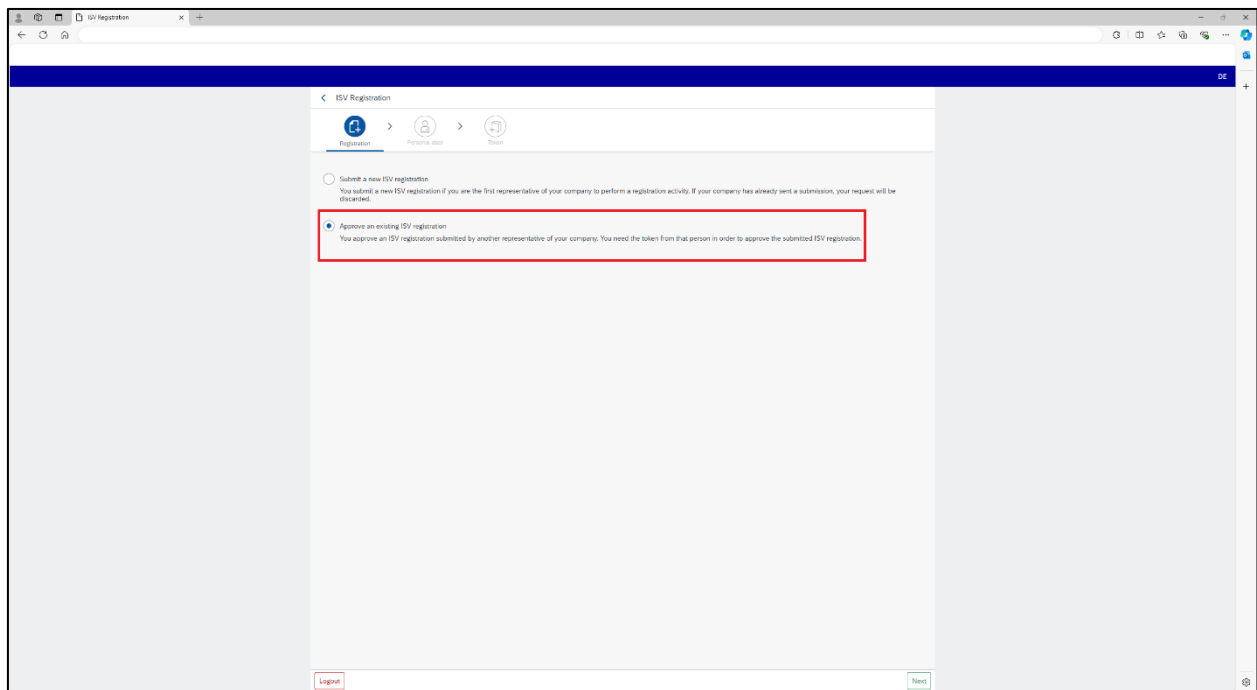 ISV Registration
DE
ISV Registration
Registration
Personal data
Token
Submit a new ISV registration
You submit a new ISV registration if you are the first representative of your company to perform a registration activity. If your company has already sent a submission, your request will be
discarded.
Approve an existing ISV registration
You approve an ISV registration submitted by another representative of your company. You need the token from that person in order to approve the submitted ISV registration.
Logout
Next